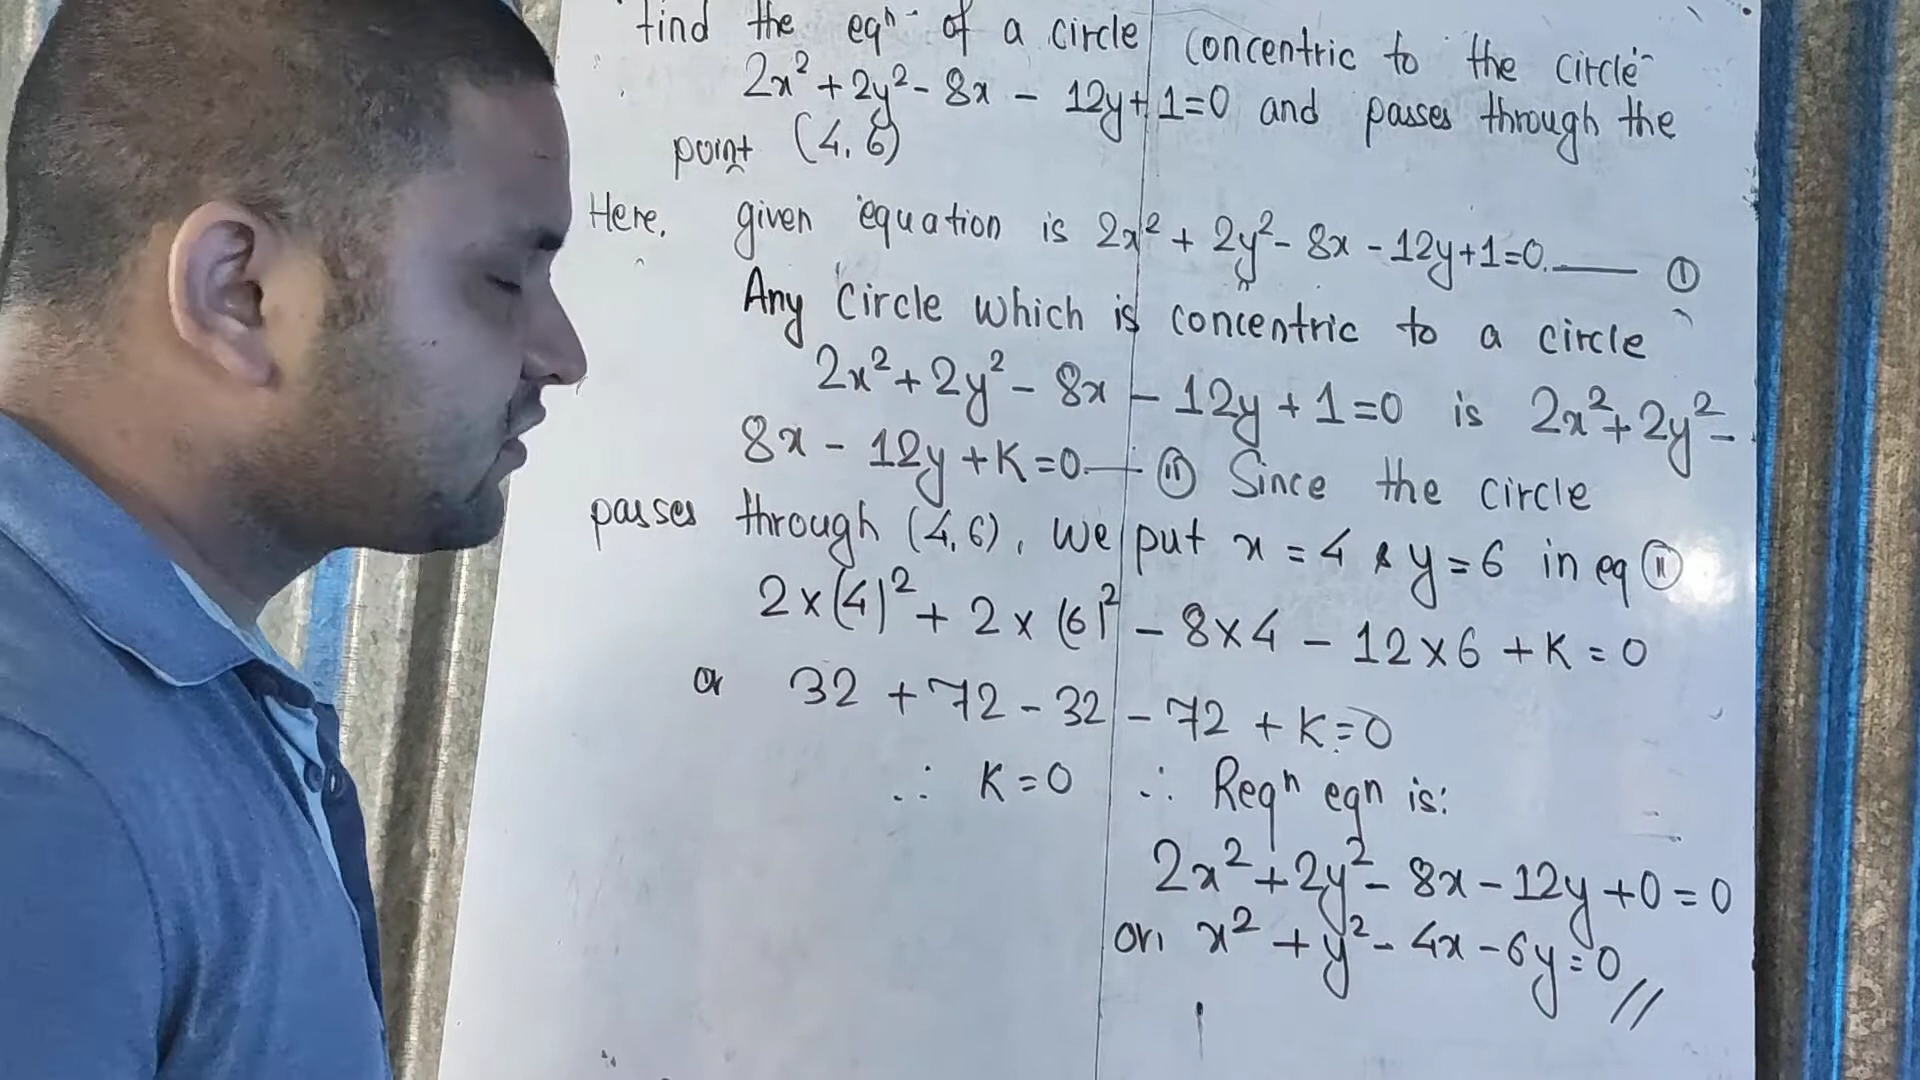 find the eqⁿ of a circle concentric to the circle
2x² + 2y² - 8x - 12y + 1 = 0 and passes through the
point (4, 6)
Here, given equation is 2x² + 2y² - 8x - 12y + 1 = 0. —— ①
Any circle which is concentric to a circle
2x² + 2y² - 8x - 12y + 1 = 0 is 2x² + 2y² -
8x - 12y + K = 0 —— ⑪ Since the circle
passes through (4, 6), we put x = 4 & y = 6 in eq ⑪
2 × (4)² + 2 × (6)² - 8 × 4 - 12 × 6 + K = 0
or 32 + 72 - 32 - 72 + K = 0
∴ K = 0 ∴ Reqⁿ eqn is:
2x² + 2y² - 8x - 12y + 0 = 0
or, x² + y² - 4x - 6y = 0 //